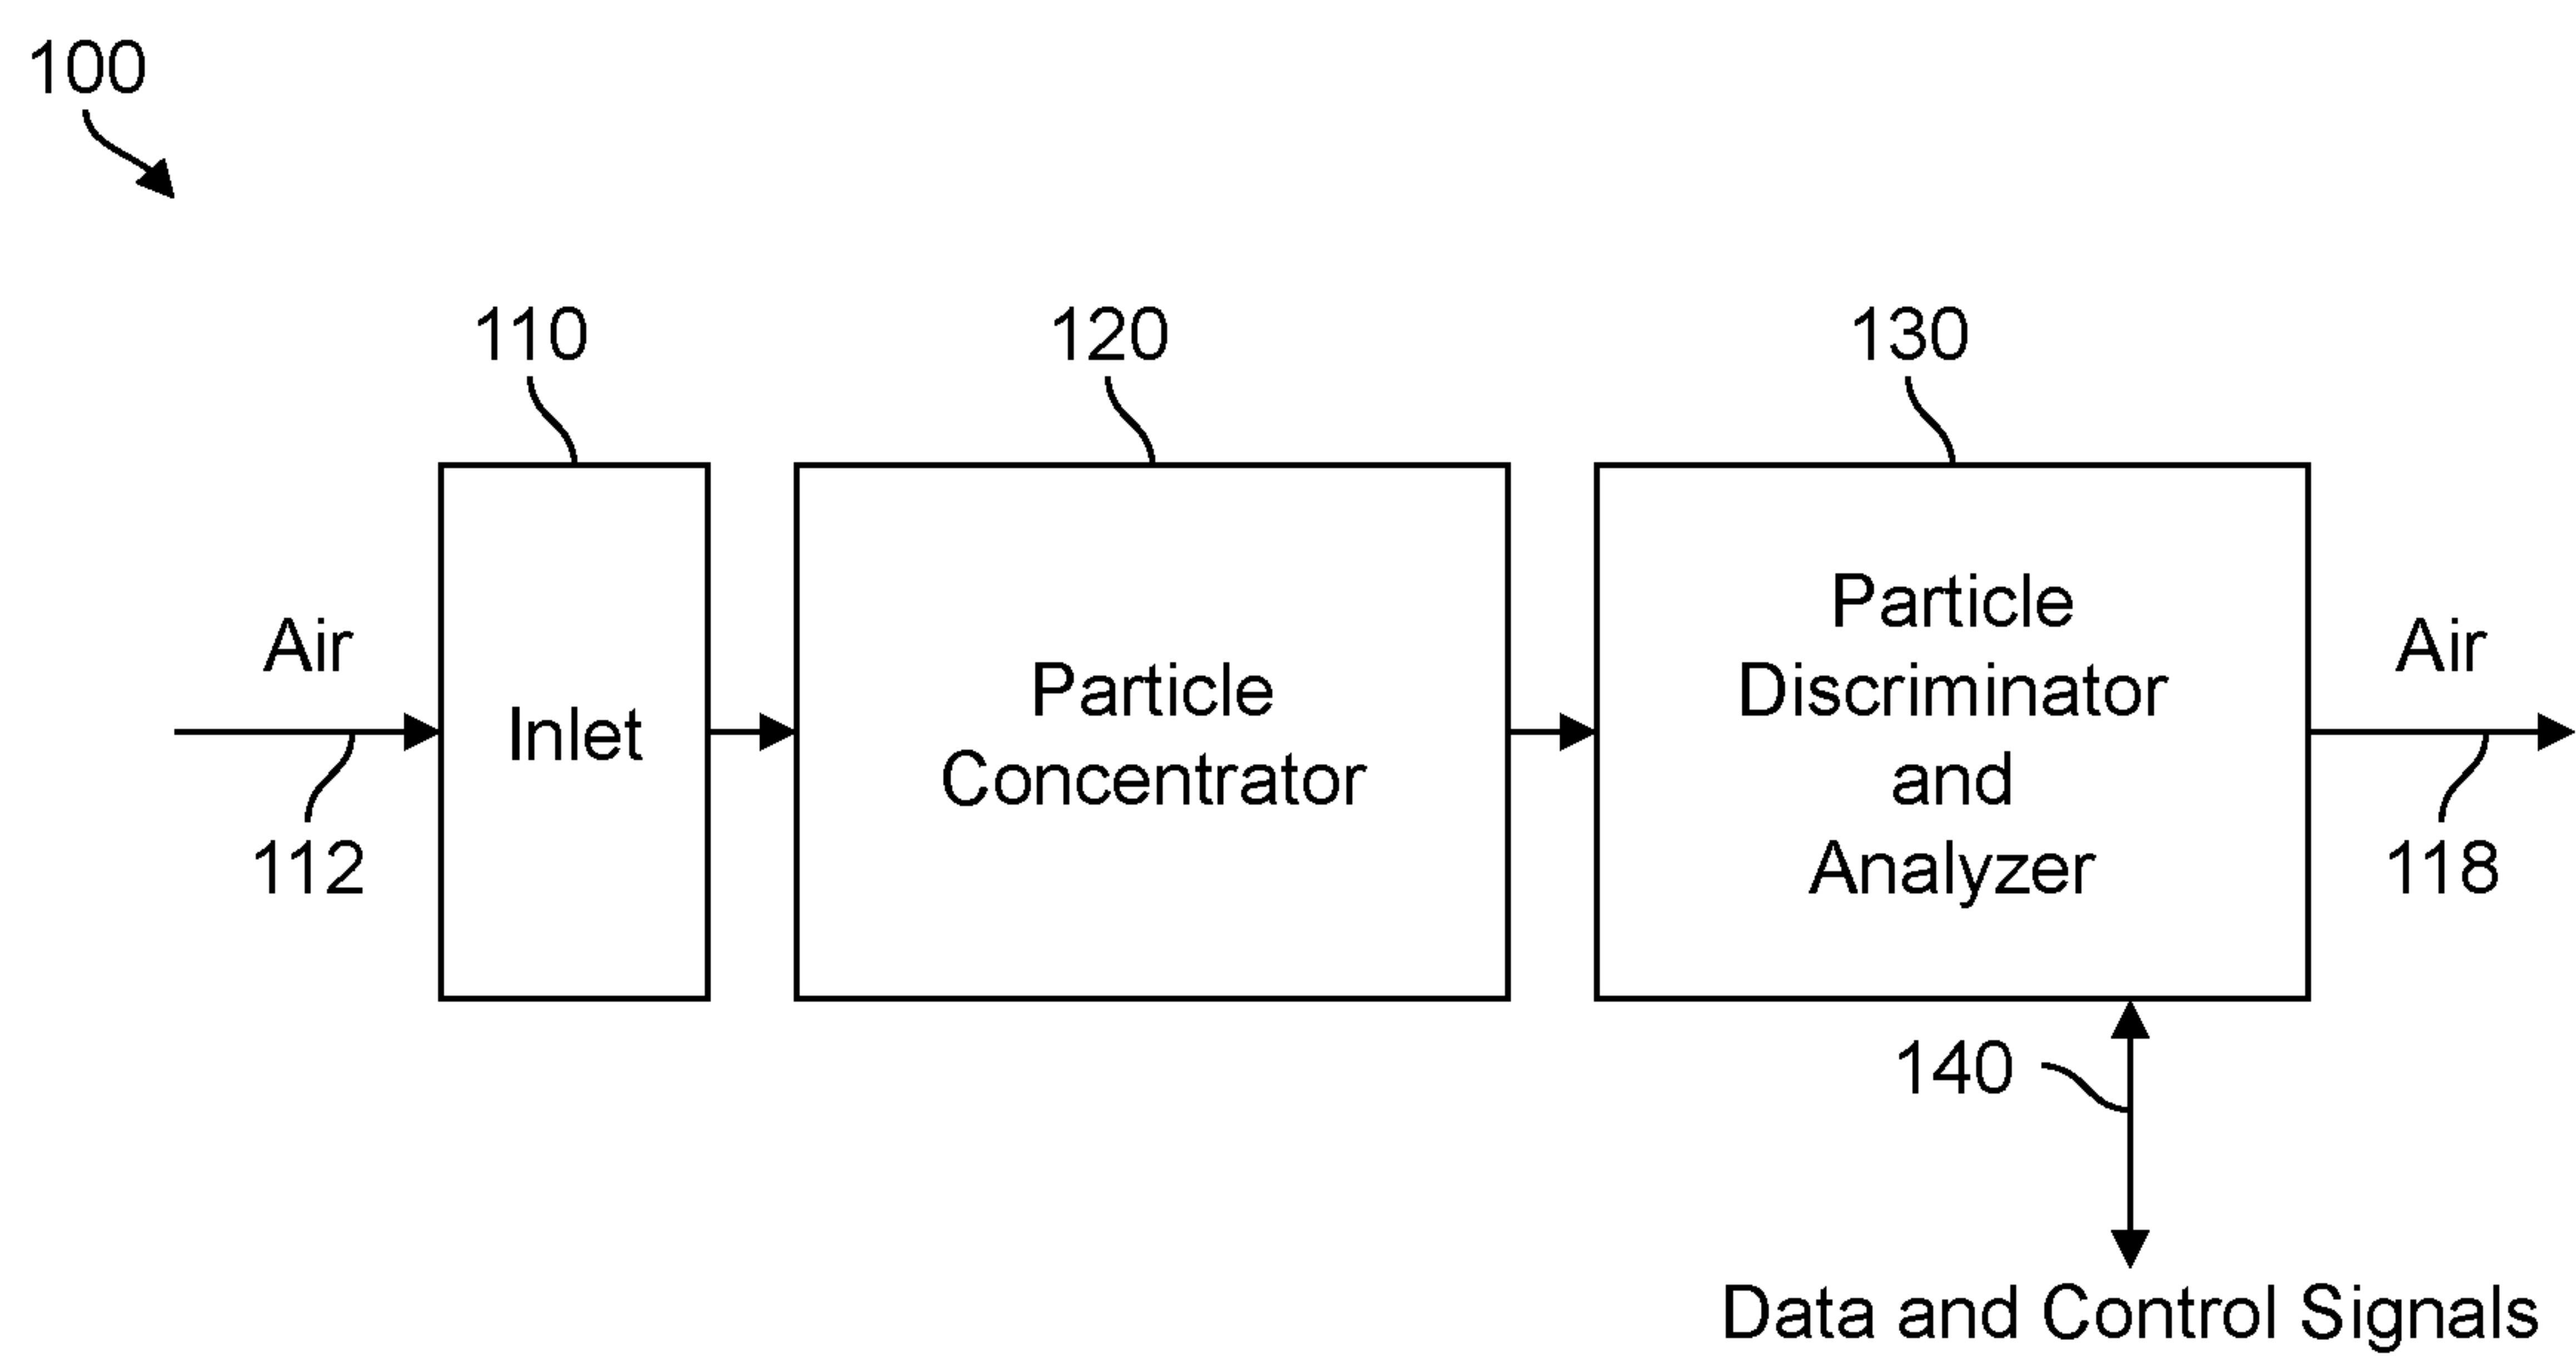 100
110
120
130
Air
Inlet
112
Particle
Concentrator
Particle
Discriminator
and
Analyzer
Air
118
140
Data and Control Signals